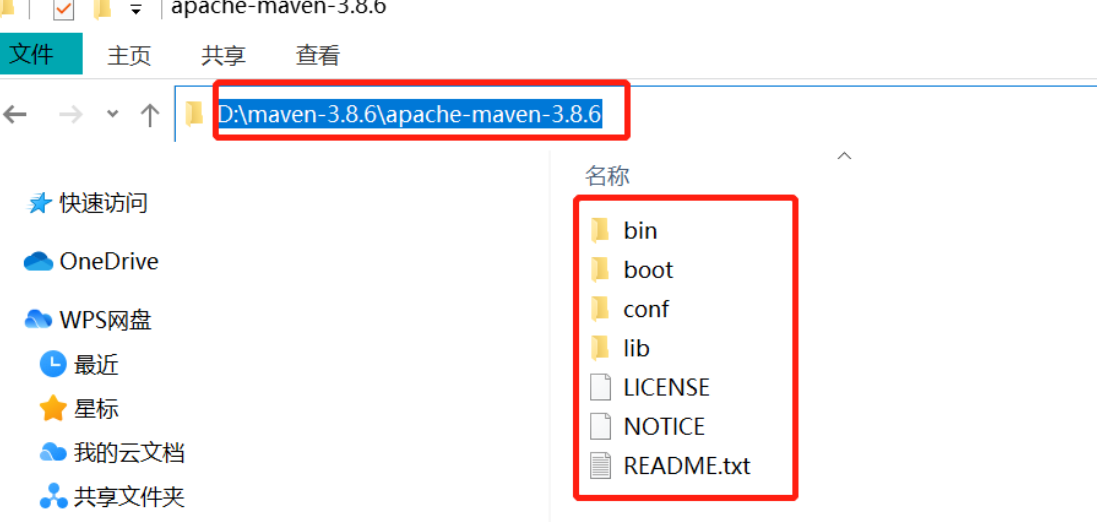 apache-maven-3.8.6
文件 主页 共享 查看
D:\maven-3.8.6\apache-maven-3.8.6
名称
快速访问
OneDrive
WPS网盘
最近
星标
我的云文档
共享文件夹
bin
boot
conf
lib
LICENSE
NOTICE
README.txt